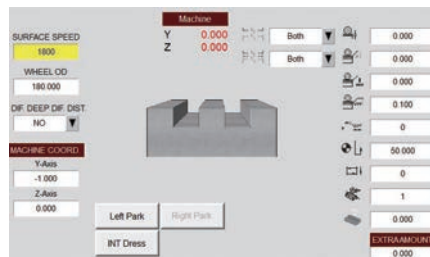 Machine
Y 0.000
Z 0.000
SURFACE SPEED
1800
WHEEL OD
180.000
DIF. DEEP DIF. DIST.
NO
MACHINE COORD.
Y-Axis
-1.000
Z-Axis
0.000
Both
Both
Left Park
Right Park
INT Dress
0.000
0.000
0.000
0.100
0
50.000
0
1
0.000
EXTRA AMOUNT
0.000